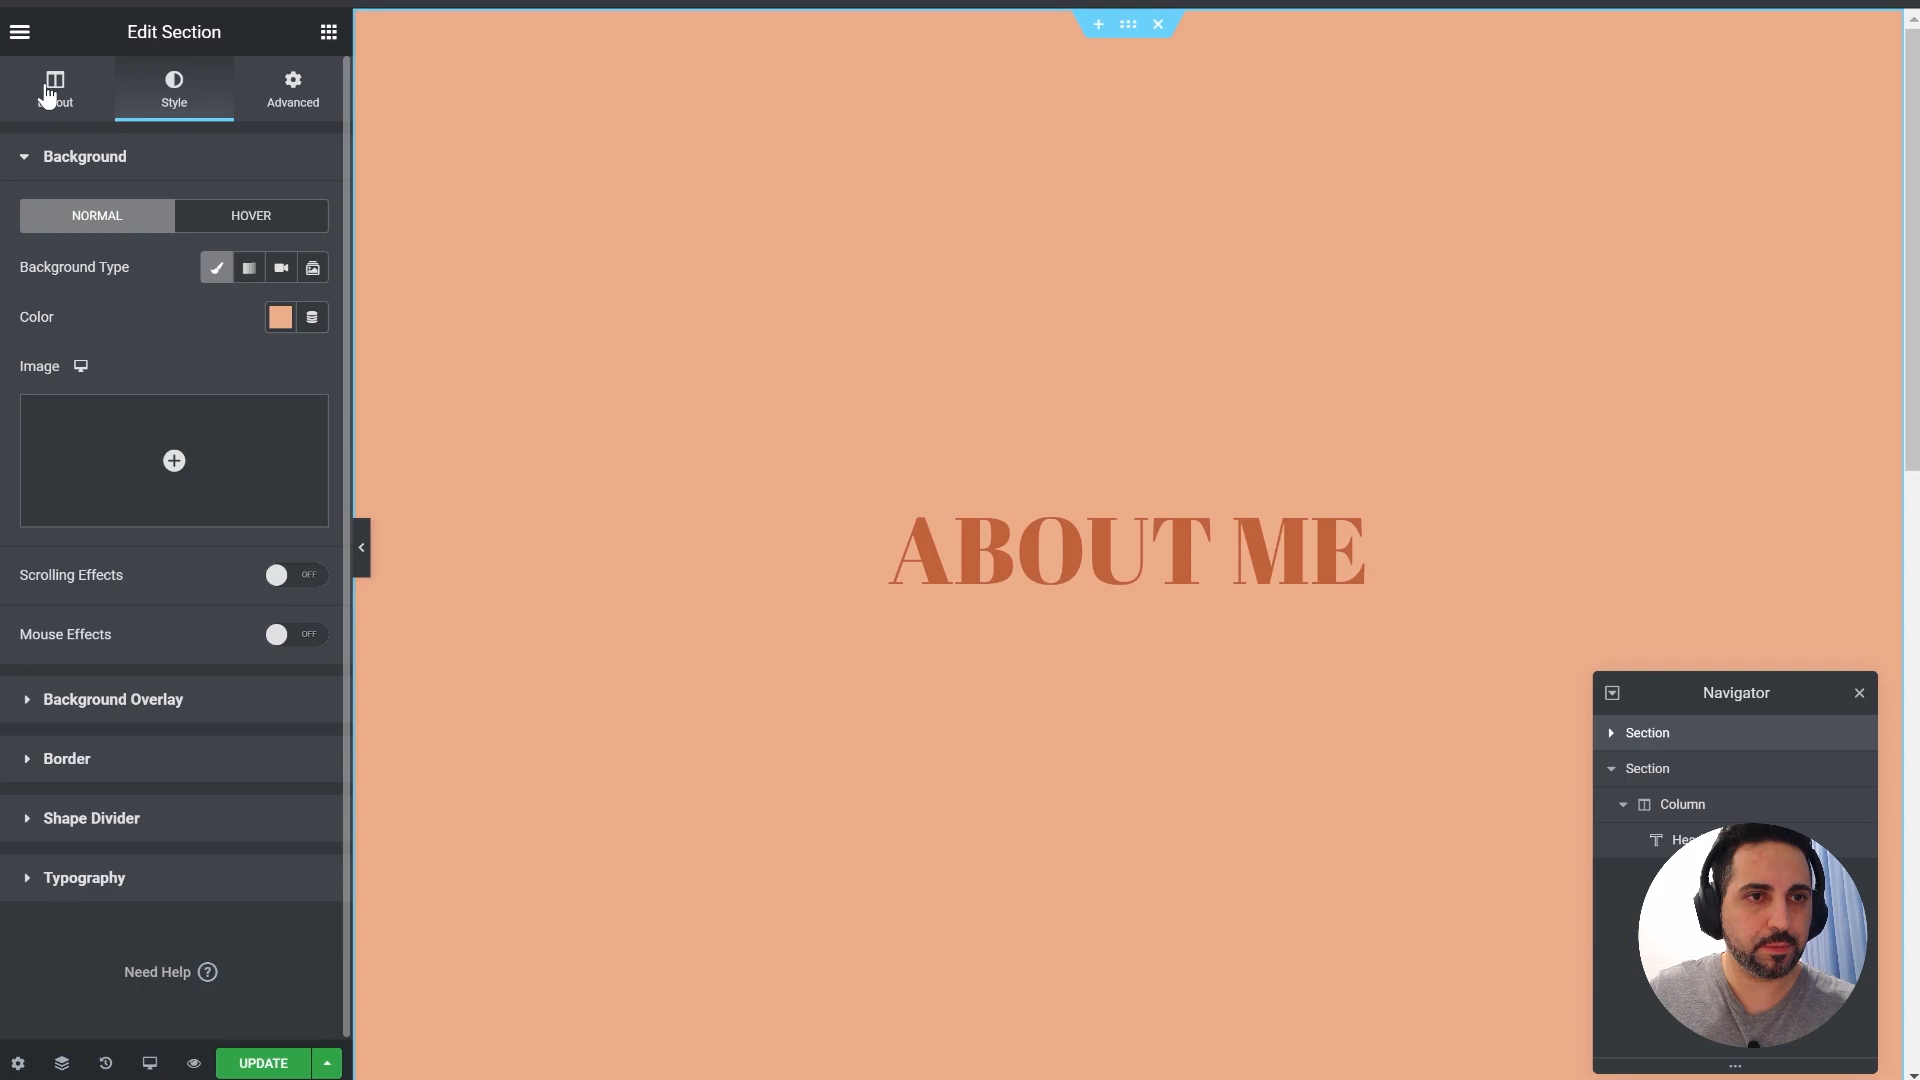 Edit Section
Style
Advanced
Background
NORMAL
HOVER
Background Type
Color
Image
Scrolling Effects
OFF
Mouse Effects
OFF
Background Overlay
Border
Shape Divider
Typography
Need Help ?
UPDATE
ABOUT ME
Navigator
Section
Section
Column